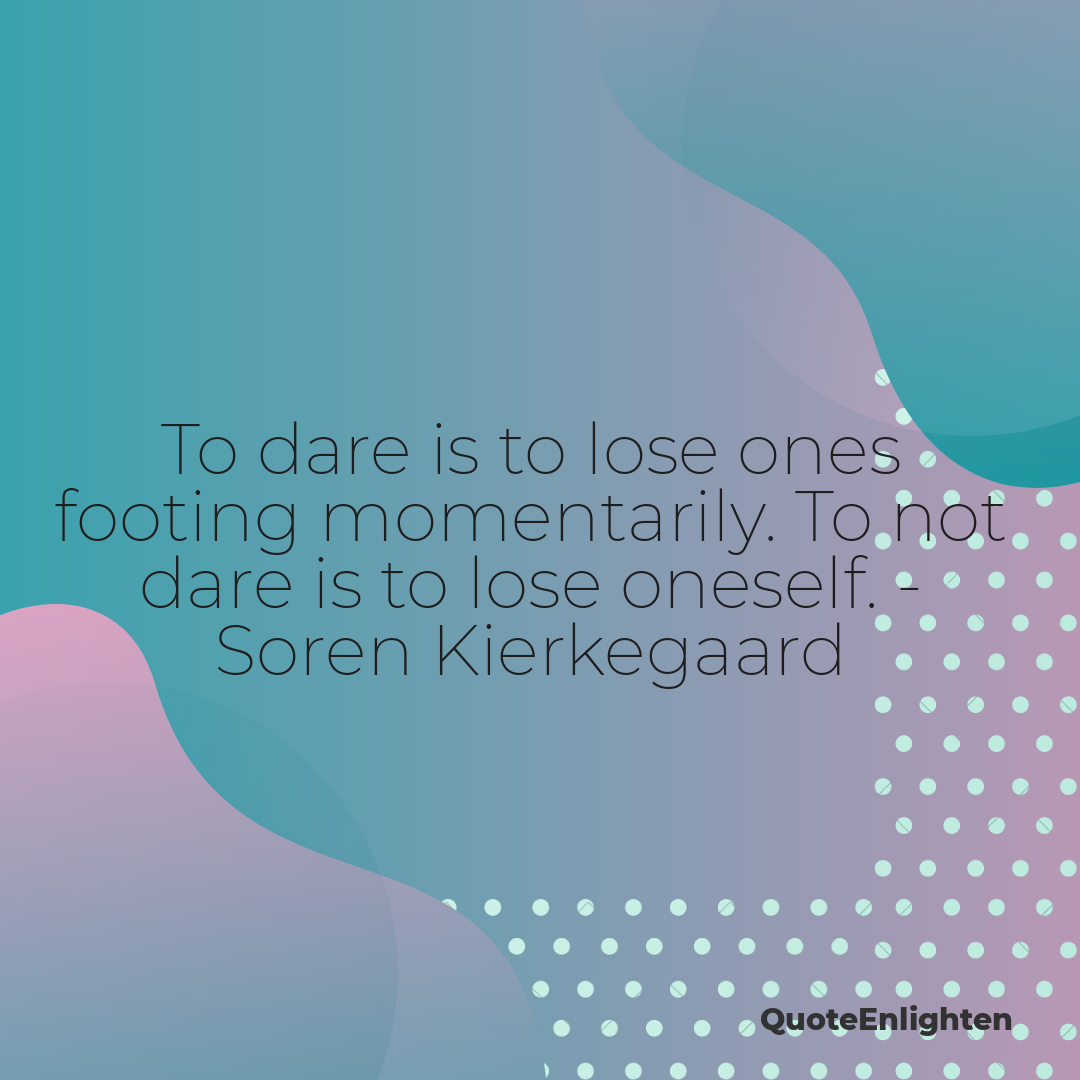 To dare is to lose ones
footing momentarily. To not
dare is to lose oneself. -
Soren Kierkegaard
QuoteEnlighten